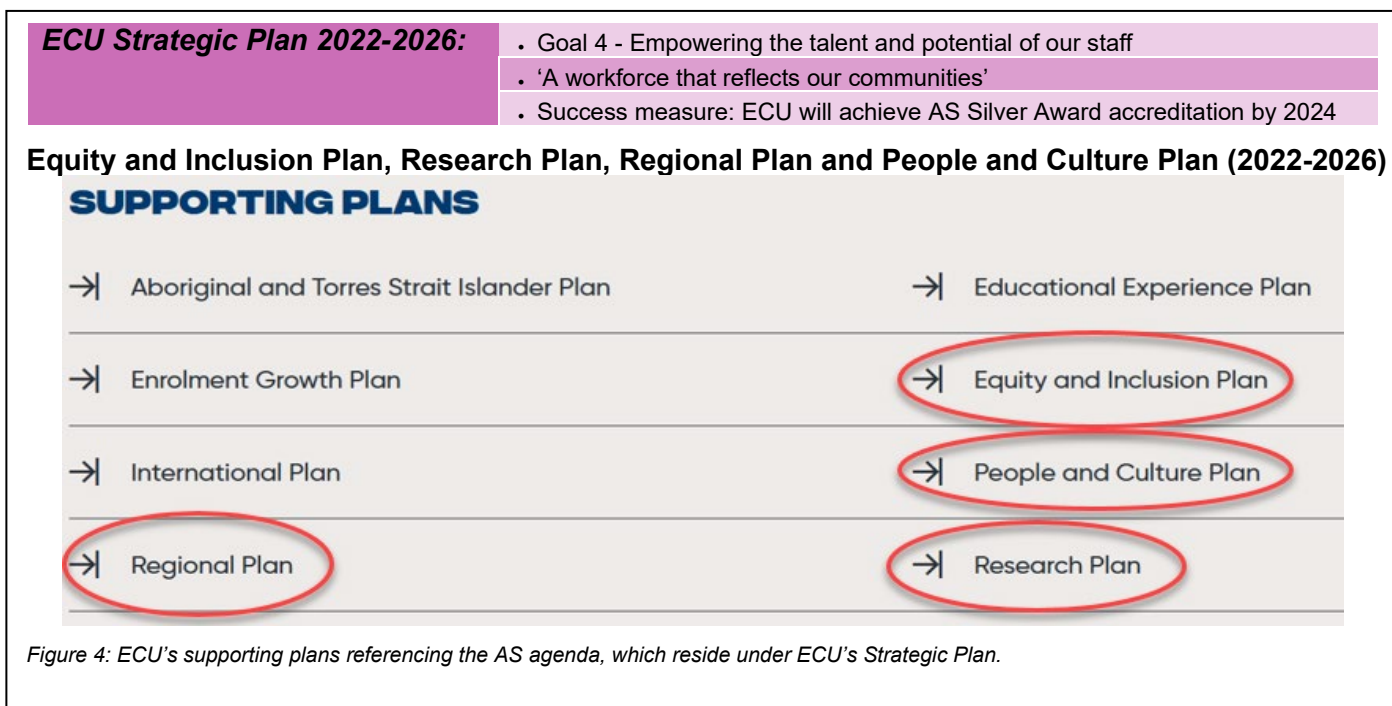 ECU Strategic Plan 2022-2026:
• Goal 4 - Empowering the talent and potential of our staff
• ‘A workforce that reflects our communities’
• Success measure: ECU will achieve AS Silver Award accreditation by 2024
Equity and Inclusion Plan, Research Plan, Regional Plan and People and Culture Plan (2022-2026)
SUPPORTING PLANS
Aboriginal and Torres Strait Islander Plan
Educational Experience Plan
Enrolment Growth Plan
Equity and Inclusion Plan
International Plan
People and Culture Plan
Regional Plan
Research Plan
Figure 4: ECU’s supporting plans referencing the AS agenda, which reside under ECU’s Strategic Plan.